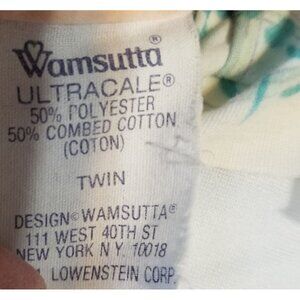 Wamsutta®
ULTRACALE®
50% POLYESTER
50% COMBED COTTON
(COTON)
TWIN
DESIGN © WAMSUTTA®
111 WEST 40TH ST
NEW YORK N.Y. 10018
LOWENSTEIN CORP.